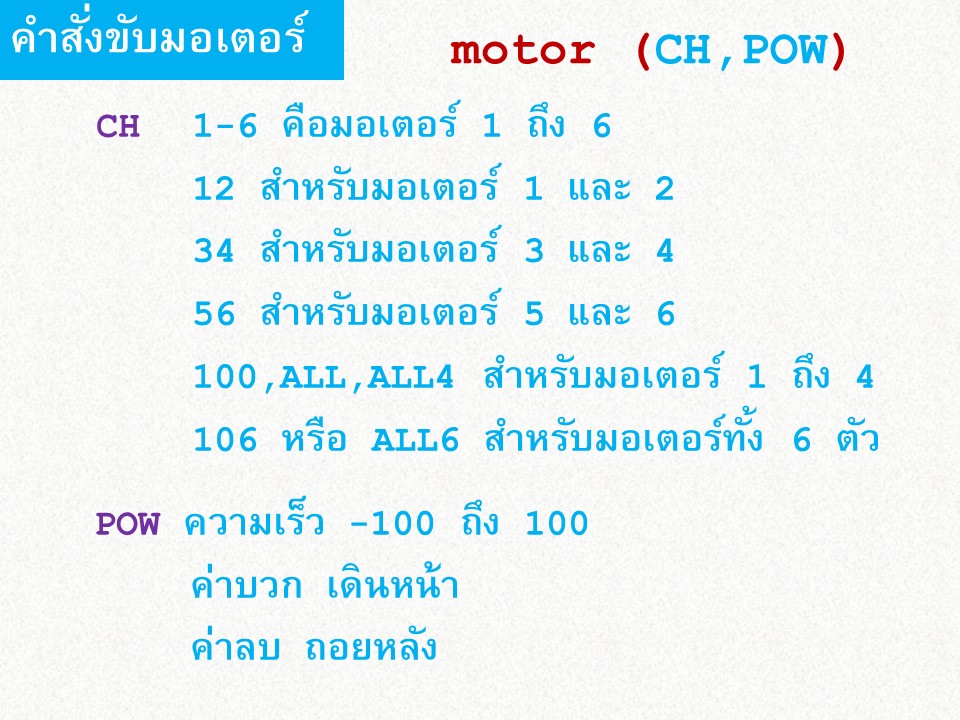 คำสั่งขับมอเตอร์
motor (CH,POW)
CH 1-6 คือมอเตอร์ 1 ถึง 6
12 สำหรับมอเตอร์ 1 และ 2
34 สำหรับมอเตอร์ 3 และ 4
56 สำหรับมอเตอร์ 5 และ 6
100,ALL,ALL4 สำหรับมอเตอร์ 1 ถึง 4
106 หรือ ALL6 สำหรับมอเตอร์ทั้ง 6 ตัว
POW ความเร็ว -100 ถึง 100
ค่าบวก เดินหน้า
ค่าลบ ถอยหลัง